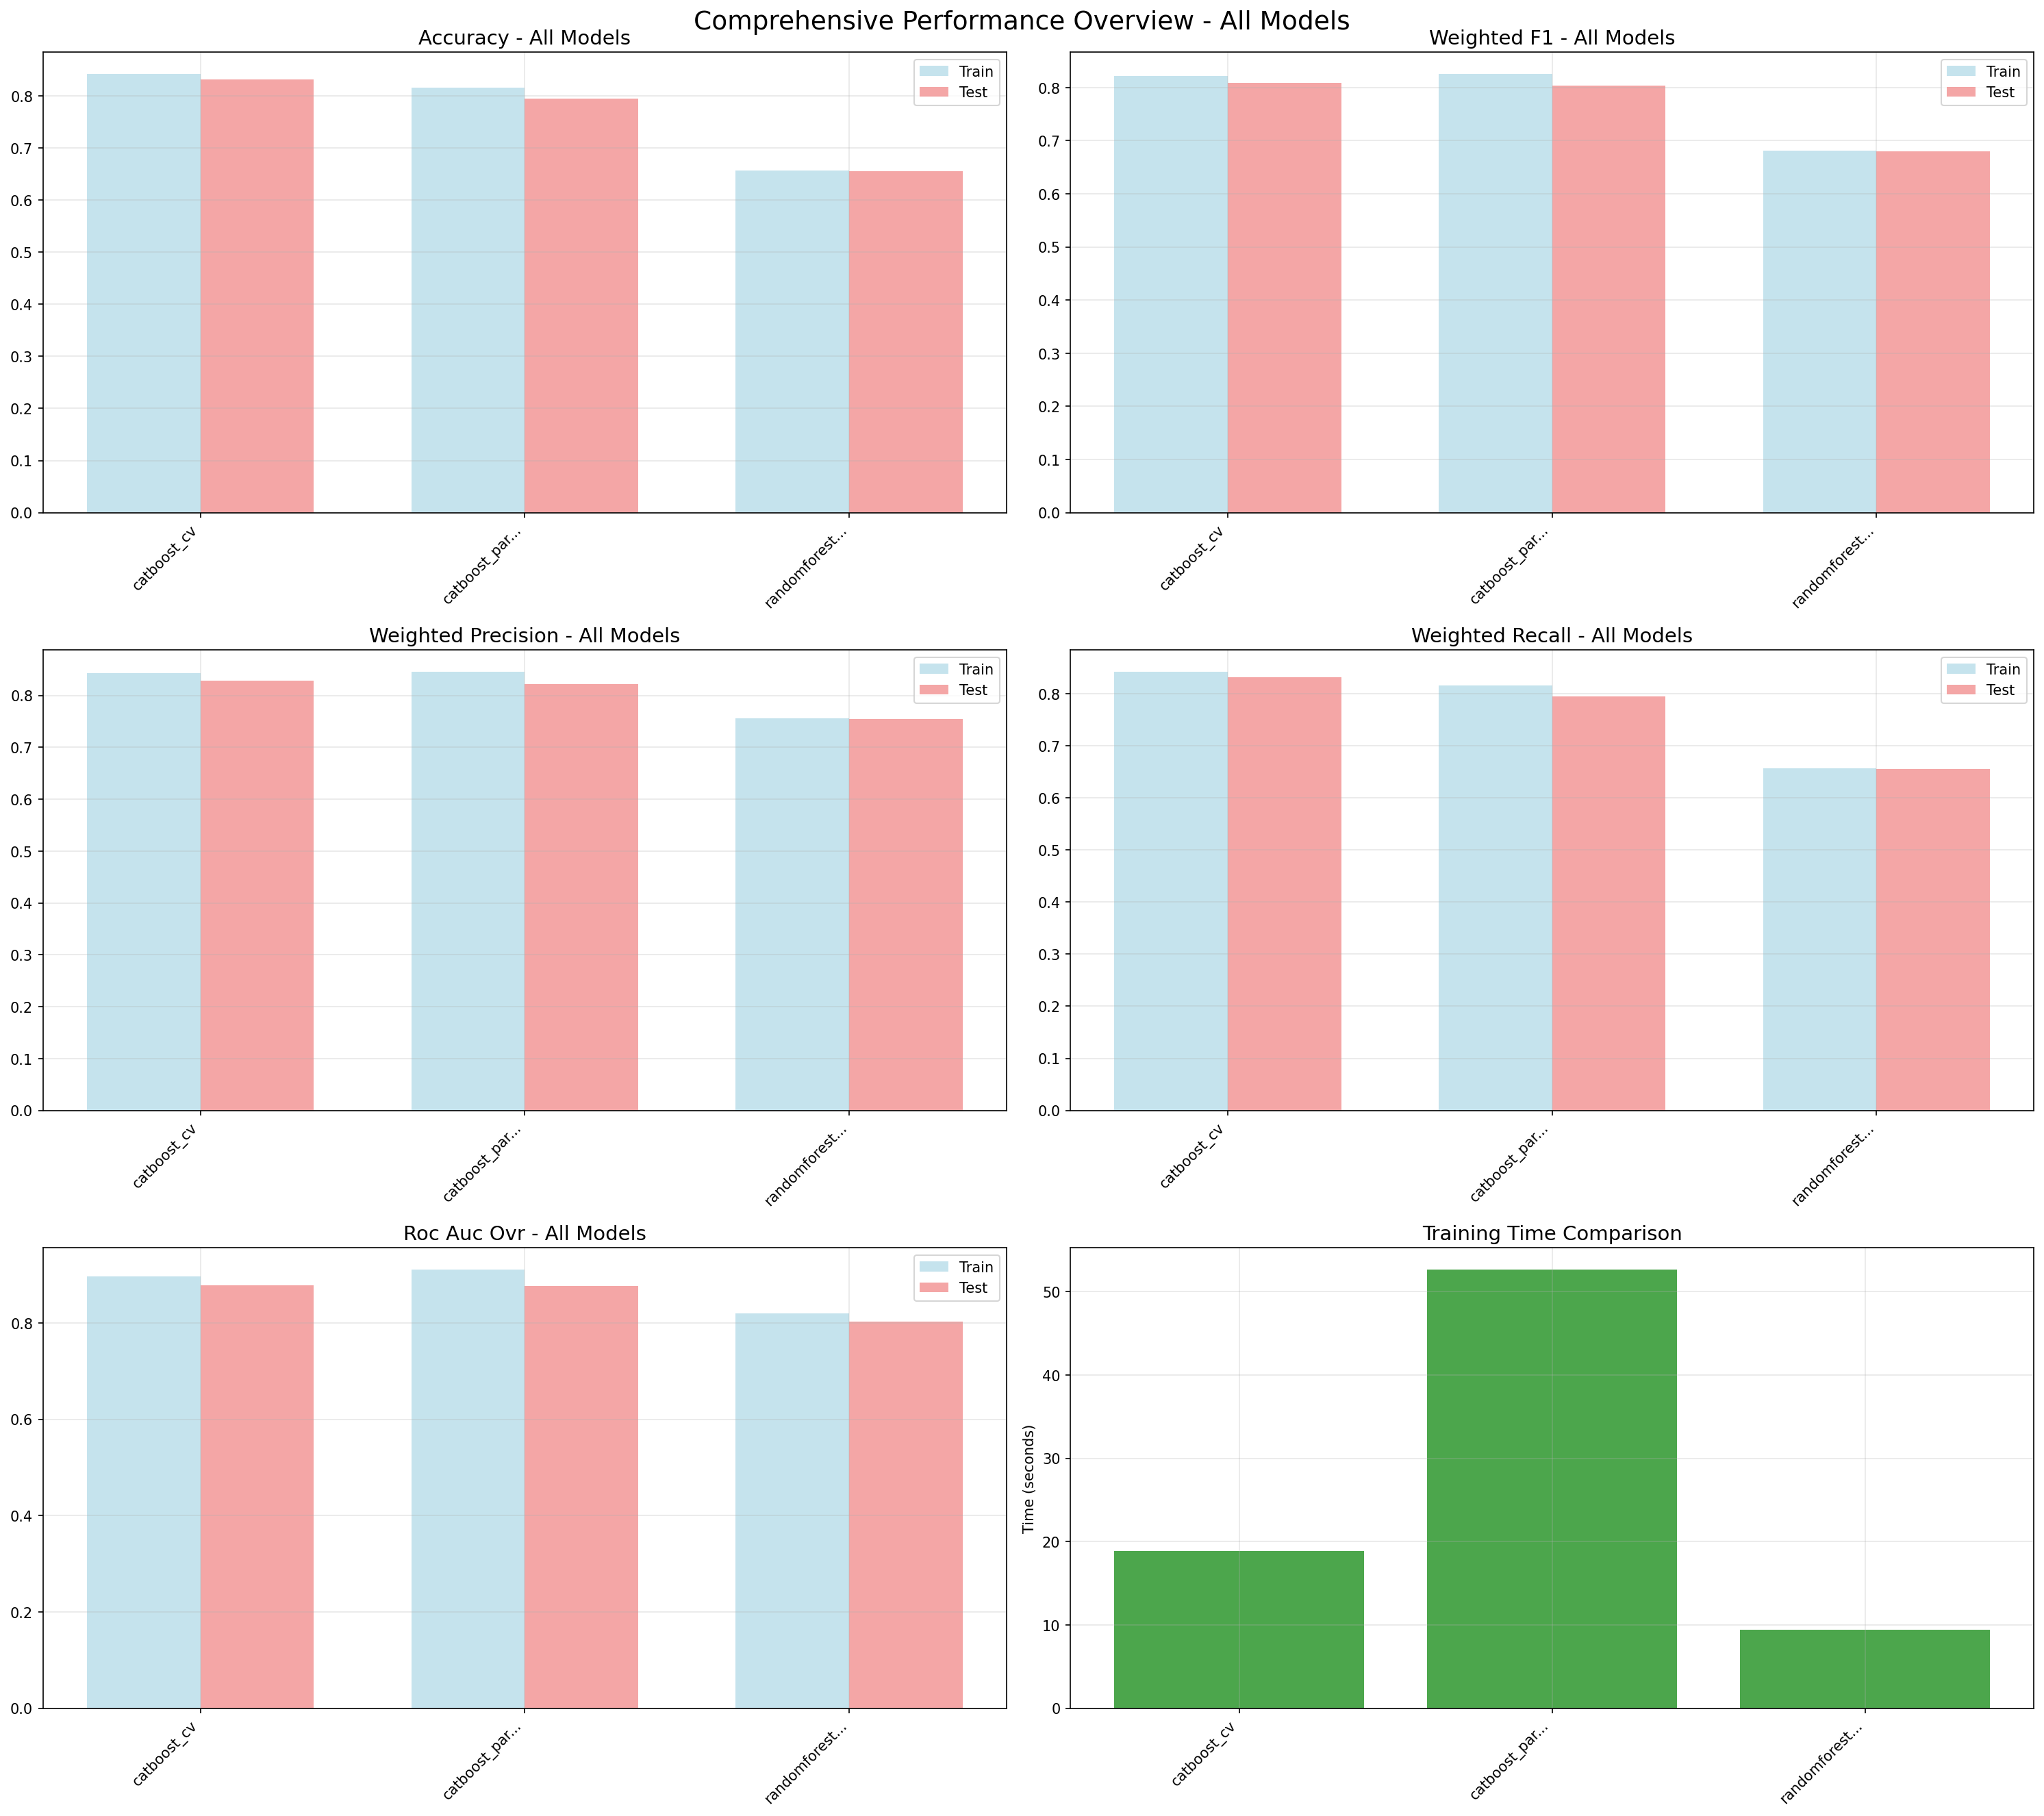 Comprehensive Performance Overview - All Models
Accuracy - All Models
0.8
0.7
0.6
0.5
0.4
0.3
0.2
0.1
0.0
Train
Test
catboost_cv
catboost_par...
randomforest...
Weighted F1 - All Models
0.8
0.7
0.6
0.5
0.4
0.3
0.2
0.1
0.0
Train
Test
catboost_cv
catboost_par...
randomforest...
Weighted Precision - All Models
0.8
0.7
0.6
0.5
0.4
0.3
0.2
0.1
0.0
Train
Test
catboost_cv
catboost_par...
randomforest...
Weighted Recall - All Models
0.8
0.7
0.6
0.5
0.4
0.3
0.2
0.1
0.0
Train
Test
catboost_cv
catboost_par...
randomforest...
Roc Auc Ovr - All Models
0.8
0.6
0.4
0.2
0.0
Train
Test
catboost_cv
catboost_par...
randomforest...
Training Time Comparison
Time (seconds)
50
40
30
20
10
0
catboost_cv
catboost_par...
randomforest...